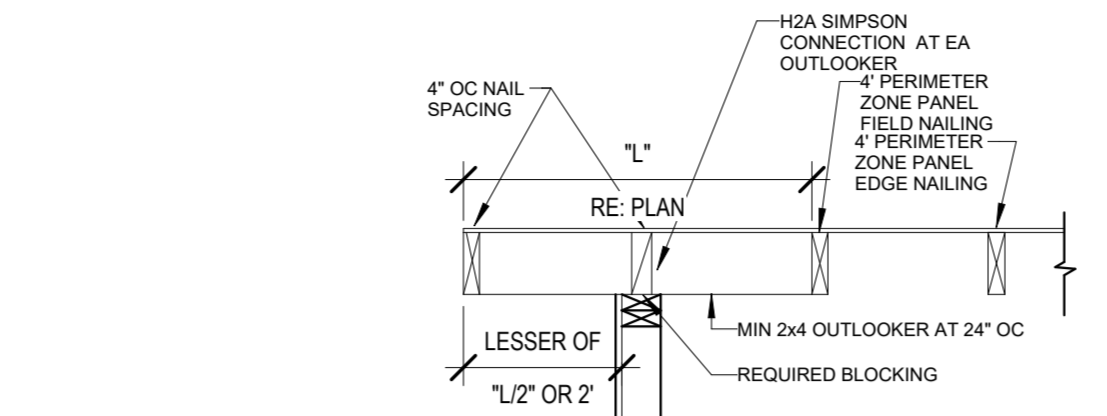 H2A SIMPSON
CONNECTION AT EA
OUTLOOKER
4" OC NAIL
SPACING
4' PERIMETER
ZONE PANEL
FIELD NAILING
4' PERIMETER
ZONE PANEL
EDGE NAILING
"L"
RE: PLAN
MIN 2x4 OUTLOOKER AT 24" OC
LESSER OF
"L/2" OR 2'
REQUIRED BLOCKING